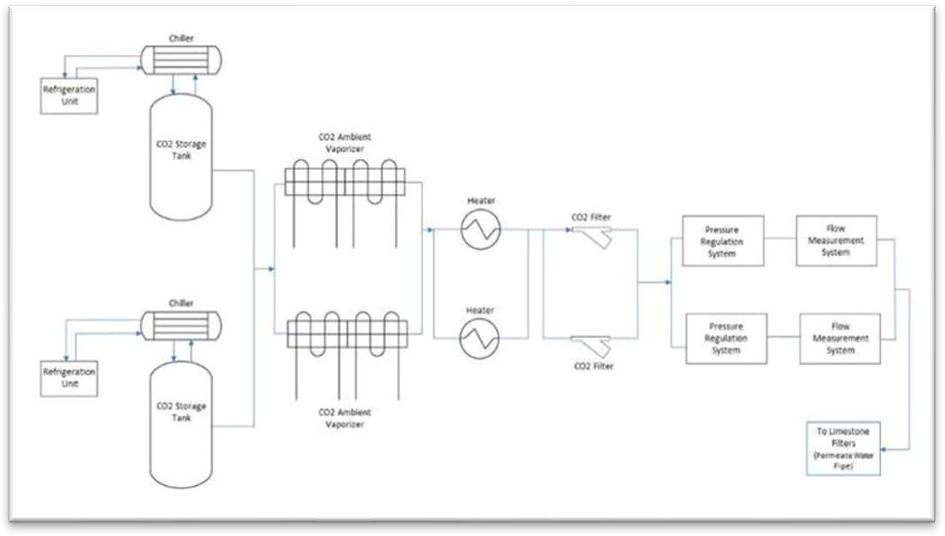 Chiller
Refrigeration
Unit
CO2 Storage
Tank
CO2 Ambient
Vaporizer
Heater
CO2 Filter
Pressure
Regulation
System
Flow
Measurement
System
Chiller
Refrigeration
Unit
CO2 Storage
Tank
CO2 Ambient
Vaporizer
Heater
CO2 Filter
Pressure
Regulation
System
Flow
Measurement
System
To Limestone
Filters
(Permeate Water
Pipe)